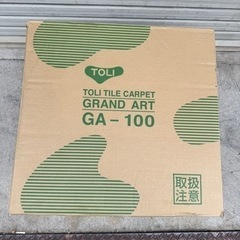 TOLI
TOLI TILE CARPET
GRAND ART
GA-100
取扱
注意